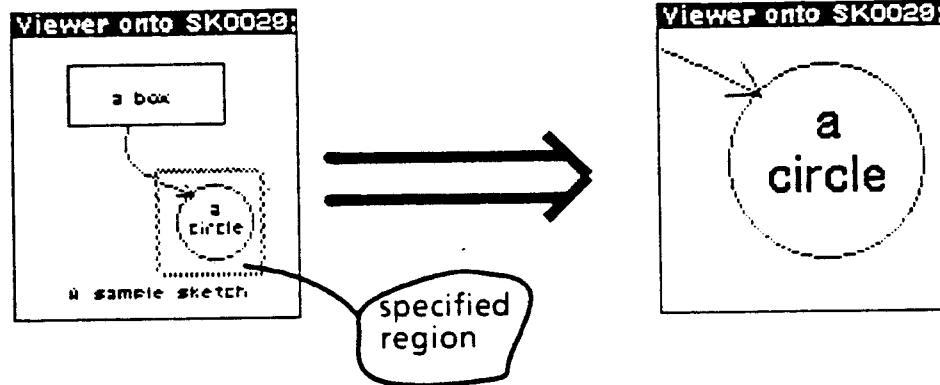 Viewer onto SK0029:
a box
a
circle
A sample sketch
specified
region
Viewer onto SK0029:
a
circle